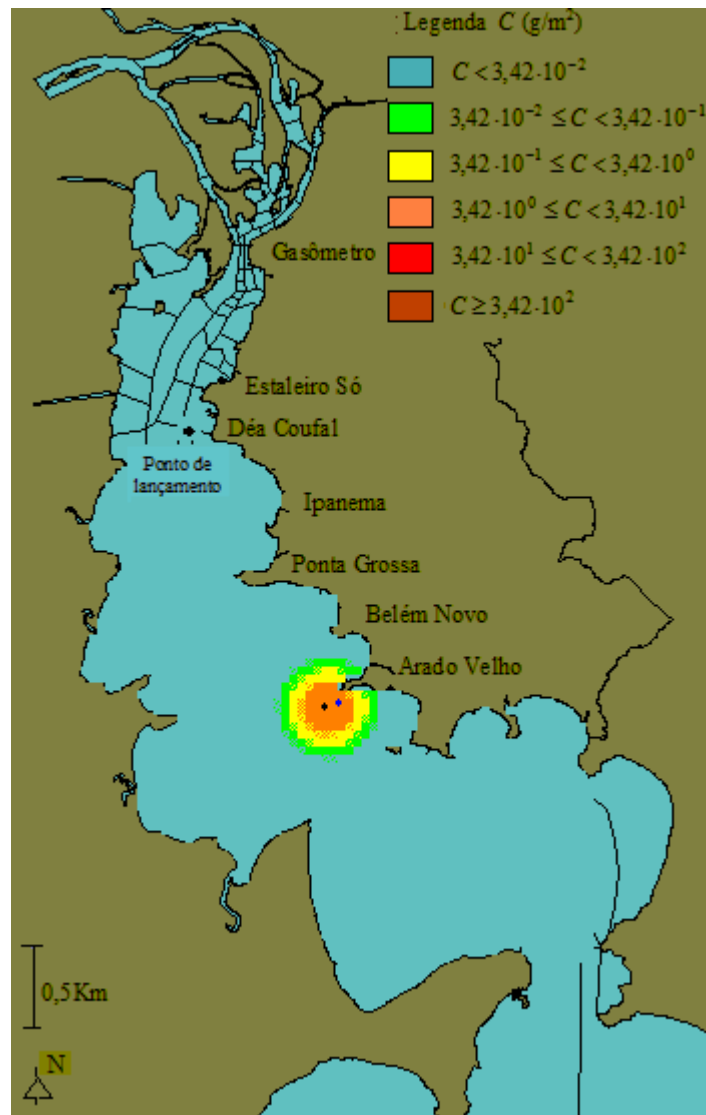 Legenda C (g/m²)
C < 3,42·10⁻²
3,42·10⁻² ≤ C < 3,42·10⁻¹
3,42·10⁻¹ ≤ C < 3,42·10⁰
3,42·10⁰ ≤ C < 3,42·10¹
3,42·10¹ ≤ C < 3,42·10²
C ≥ 3,42·10²
Gasômetro
Estaleiro Só
Déa Coufal
Ponto de
lançamento
Ipanema
Ponta Grossa
Belém Novo
Arado Velho
0,5Km
N